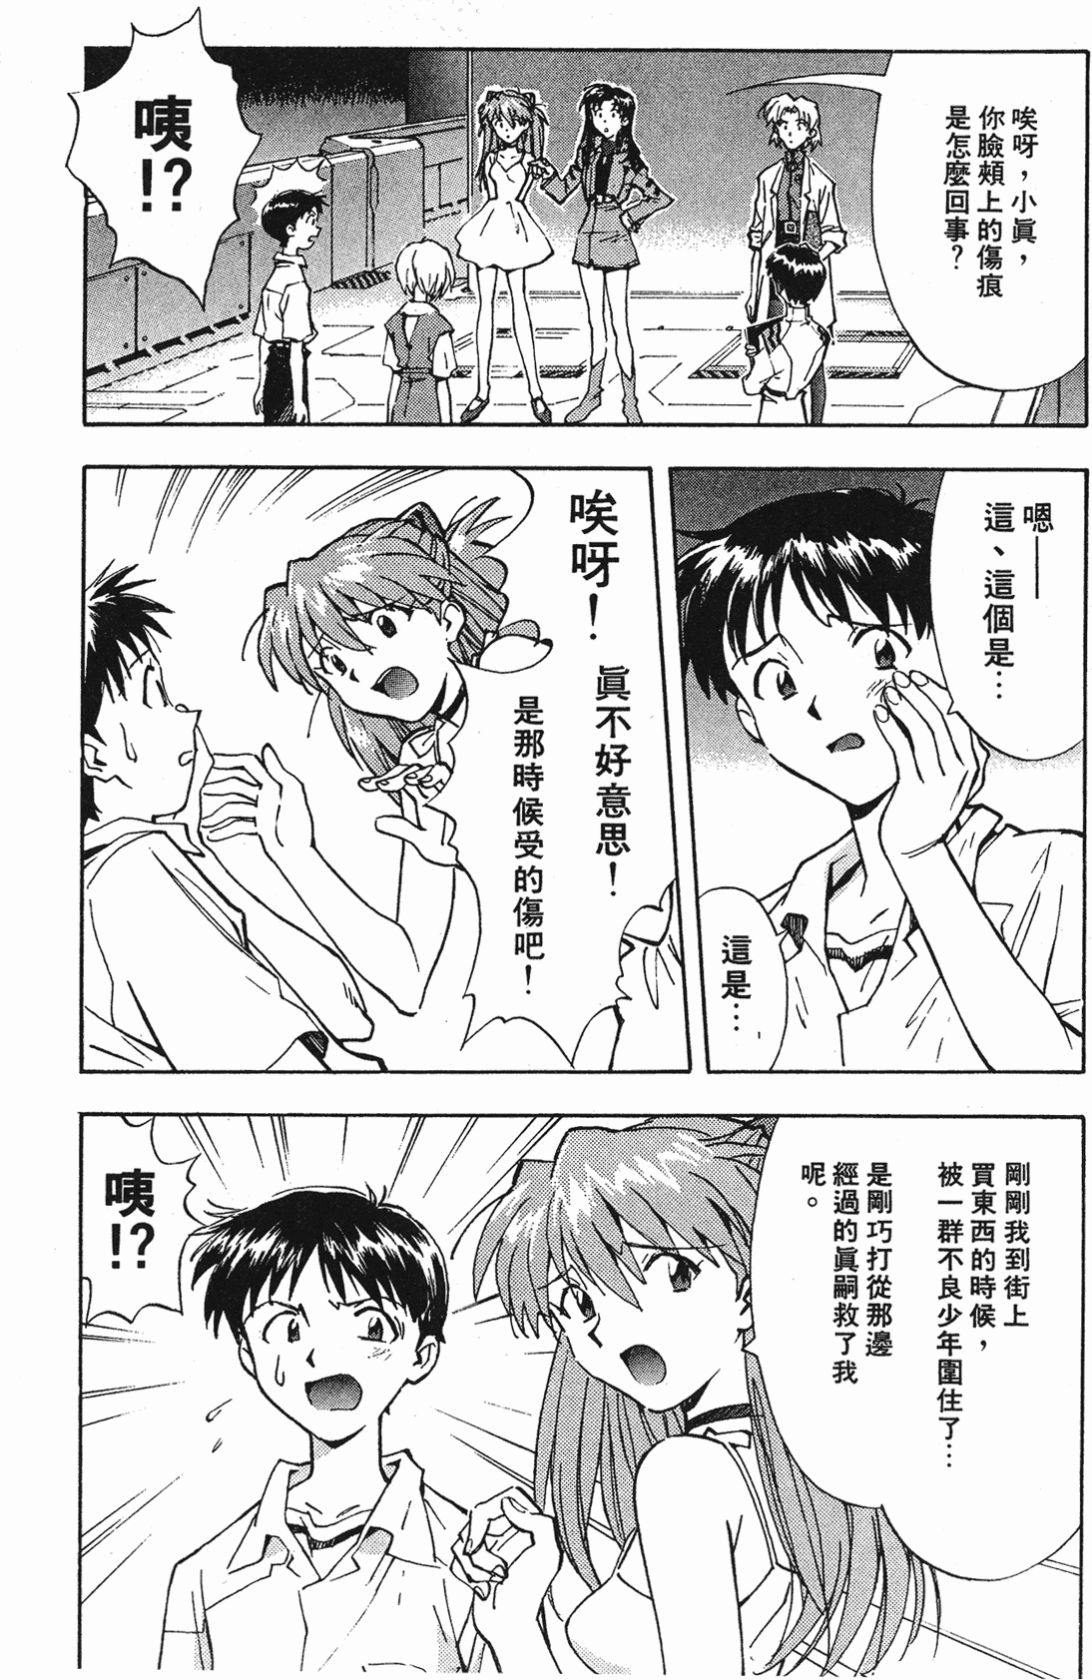 唉呀，小眞，
你臉頰上的傷痕
是怎麼回事？
咦!?
嗯──
這、這個是…
這是…
唉呀！
眞不好意思！
是那時候受的傷吧！
剛剛我到街上
買東西的時候，
被一群不良少年圍住了…
是剛巧打從那邊
經過的眞嗣救了我
呢。
咦!?